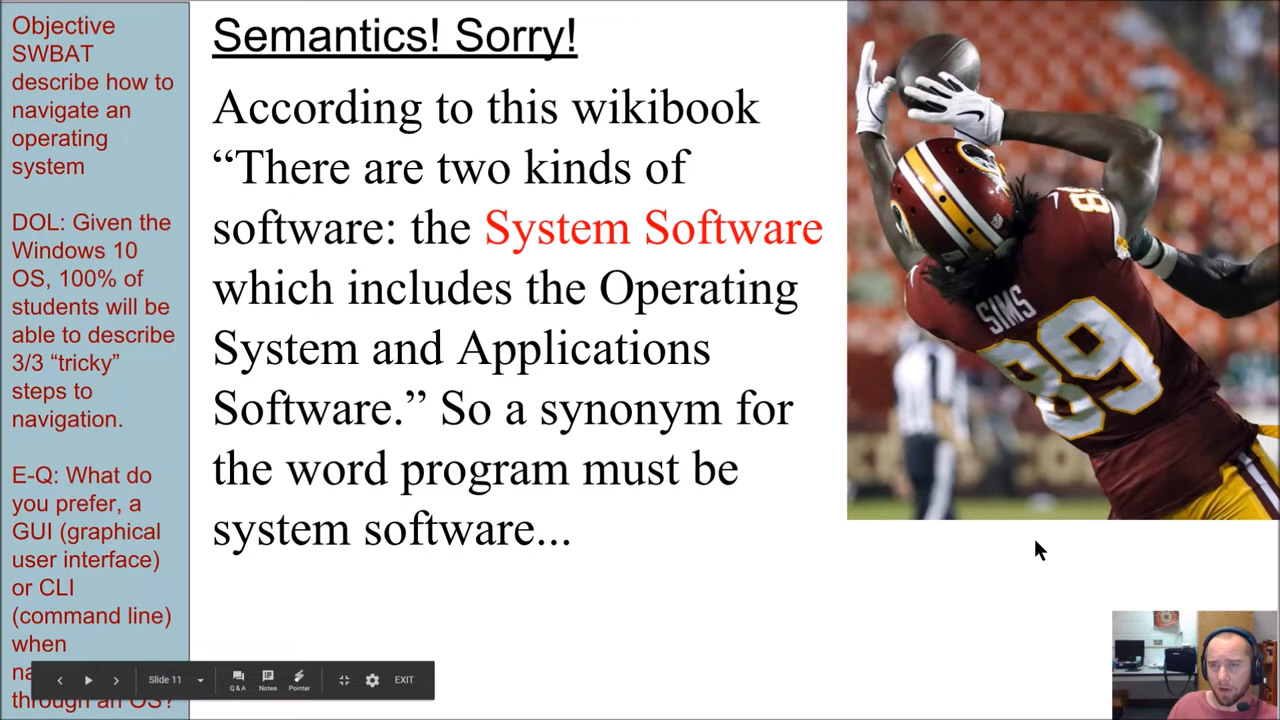 Objective
SWBAT
describe how to
navigate an
operating
system
DOL: Given the
Windows 10
OS, 100% of
students will be
able to describe
3/3 “tricky”
steps to
navigation.
E-Q: What do
you prefer, a
GUI (graphical
user interface)
or CLI
(command line)
when
through an OS?
Semantics! Sorry!
According to this wikibook
“There are two kinds of
software: the System Software
which includes the Operating
System and Applications
Software.” So a synonym for
the word program must be
system software...
SIMS
89
89
Slide 11
Q & A
Notes
Pointer
EXIT